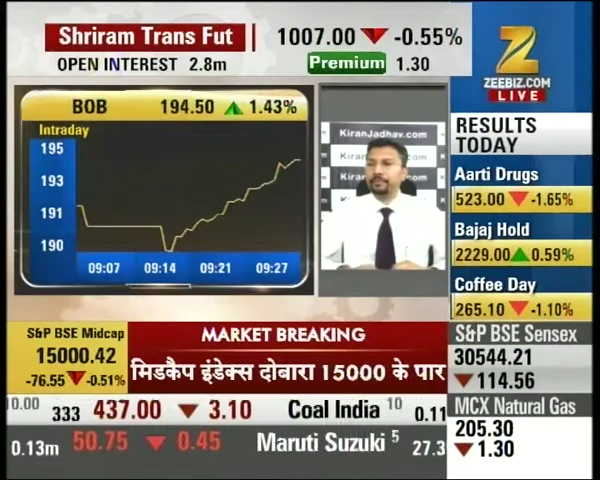 Shriram Trans Fut 1007.00 -0.55%
OPEN INTEREST 2.8m Premium 1.30
ZEEBIZ.COM
LIVE
BOB 194.50 1.43%
Intraday
195
193
191
190
09:07 09:14 09:21 09:27
KiranJadhav.com
RESULTS
TODAY
Aarti Drugs
523.00 -1.65%
Bajaj Hold
2229.00 0.59%
Coffee Day
265.10 -1.10%
S&P BSE Midcap
15000.42
-76.55 -0.51%
MARKET BREAKING
मिडकैप इंडेक्स दोबारा 15000 के पार
S&P BSE Sensex
30544.21
114.56
MCX Natural Gas
205.30
1.30
0.00 333 437.00 3.10 Coal India 10 0.11
0.13m 50.75 0.45 Maruti Suzuki 5 27.3